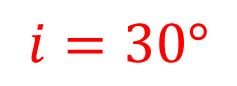 i = 30°